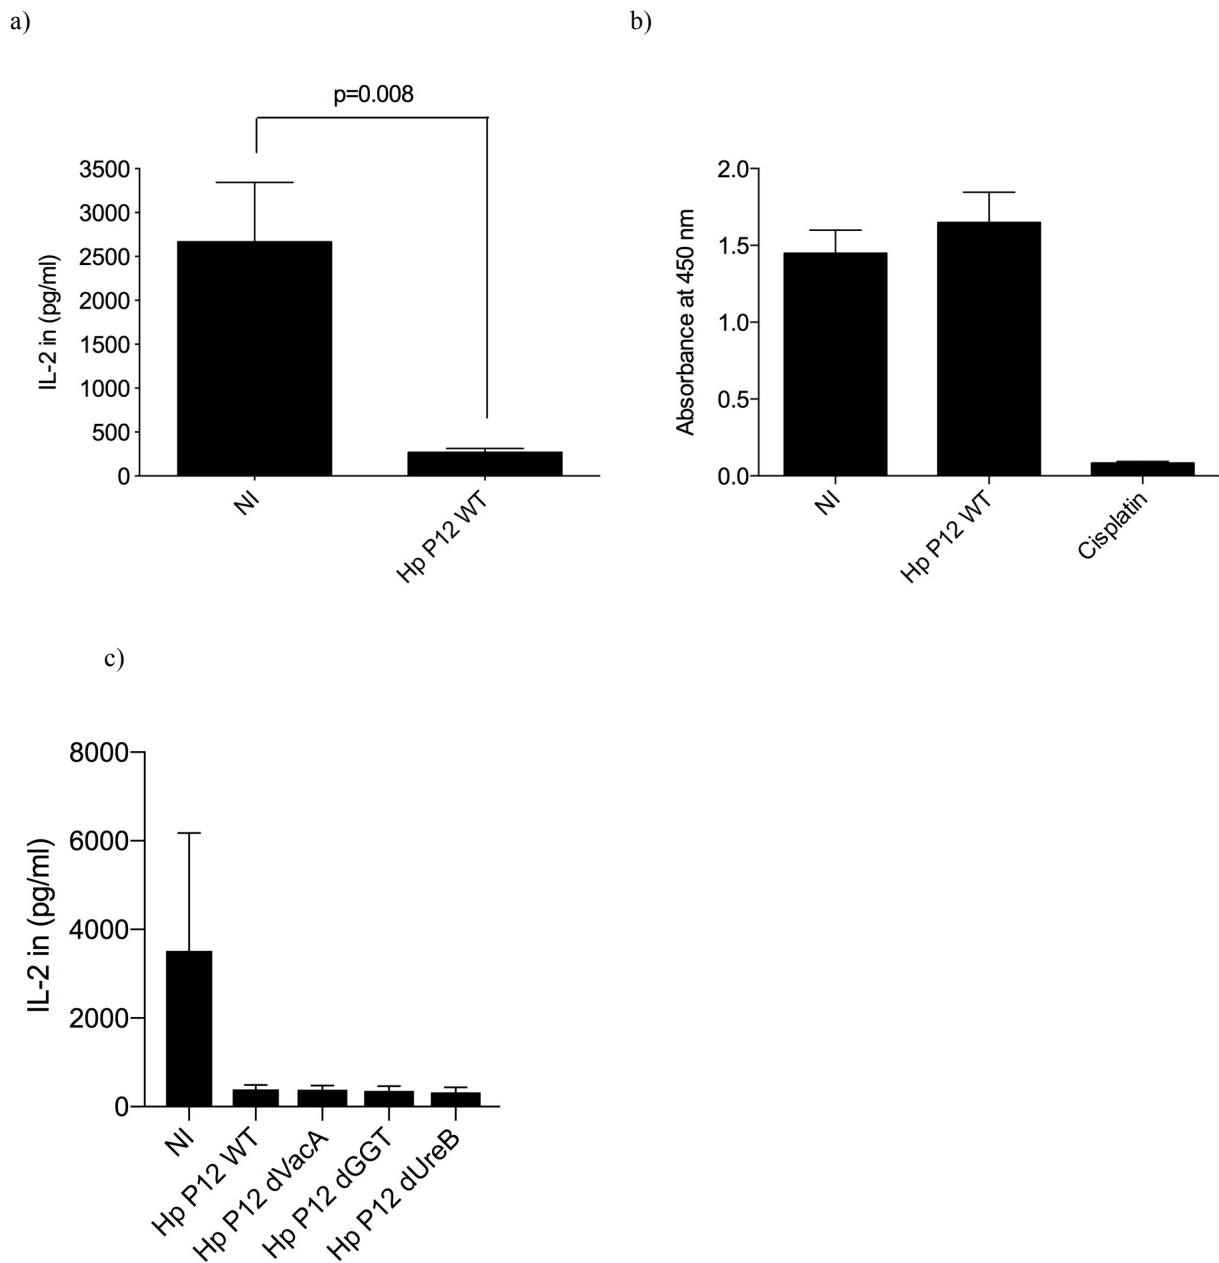 a)
p=0.008
3500
3000
2500
2000
1500
1000
500
0
IL-2 in (pg/ml)
NI
Hp P12 WT
b)
2.0
1.5
1.0
0.5
0.0
Absorbance at 450 nm
NI
Hp P12 WT
Cisplatin
c)
8000
6000
4000
2000
0
IL-2 in (pg/ml)
NI
Hp P12 WT
Hp P12 dVacA
Hp P12 dGGT
Hp P12 dUreB